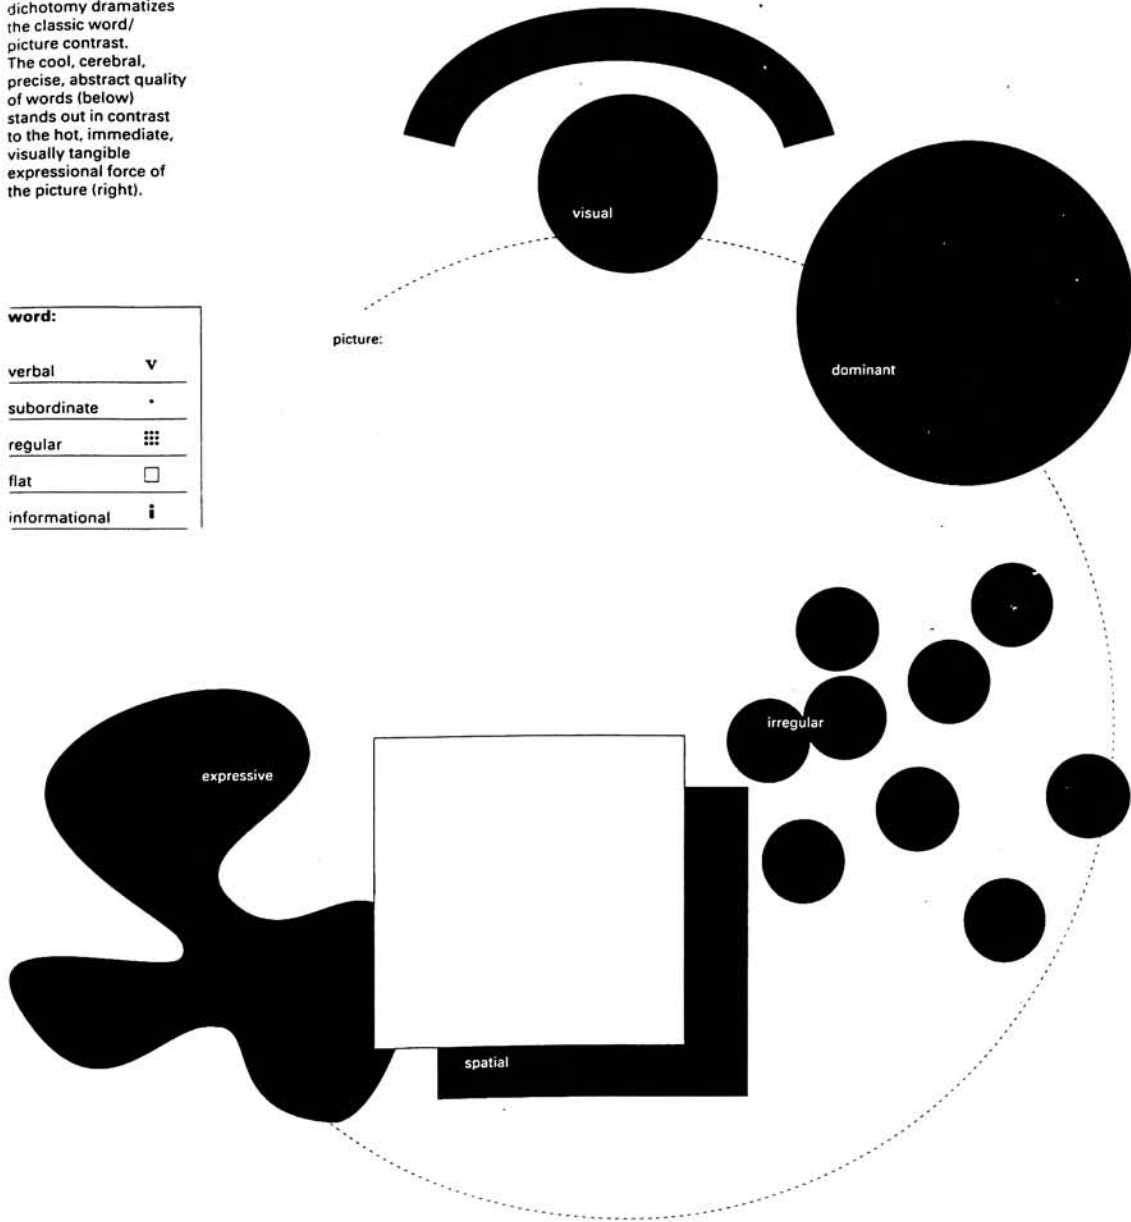 dichotomy dramatizes
the classic word/
picture contrast.
The cool, cerebral,
precise, abstract quality
of words (below)
stands out in contrast
to the hot, immediate,
visually tangible
expressional force of
the picture (right).
word:
verbal v
subordinate
regular
flat
informational i
picture:
visual
dominant
irregular
expressive
spatial